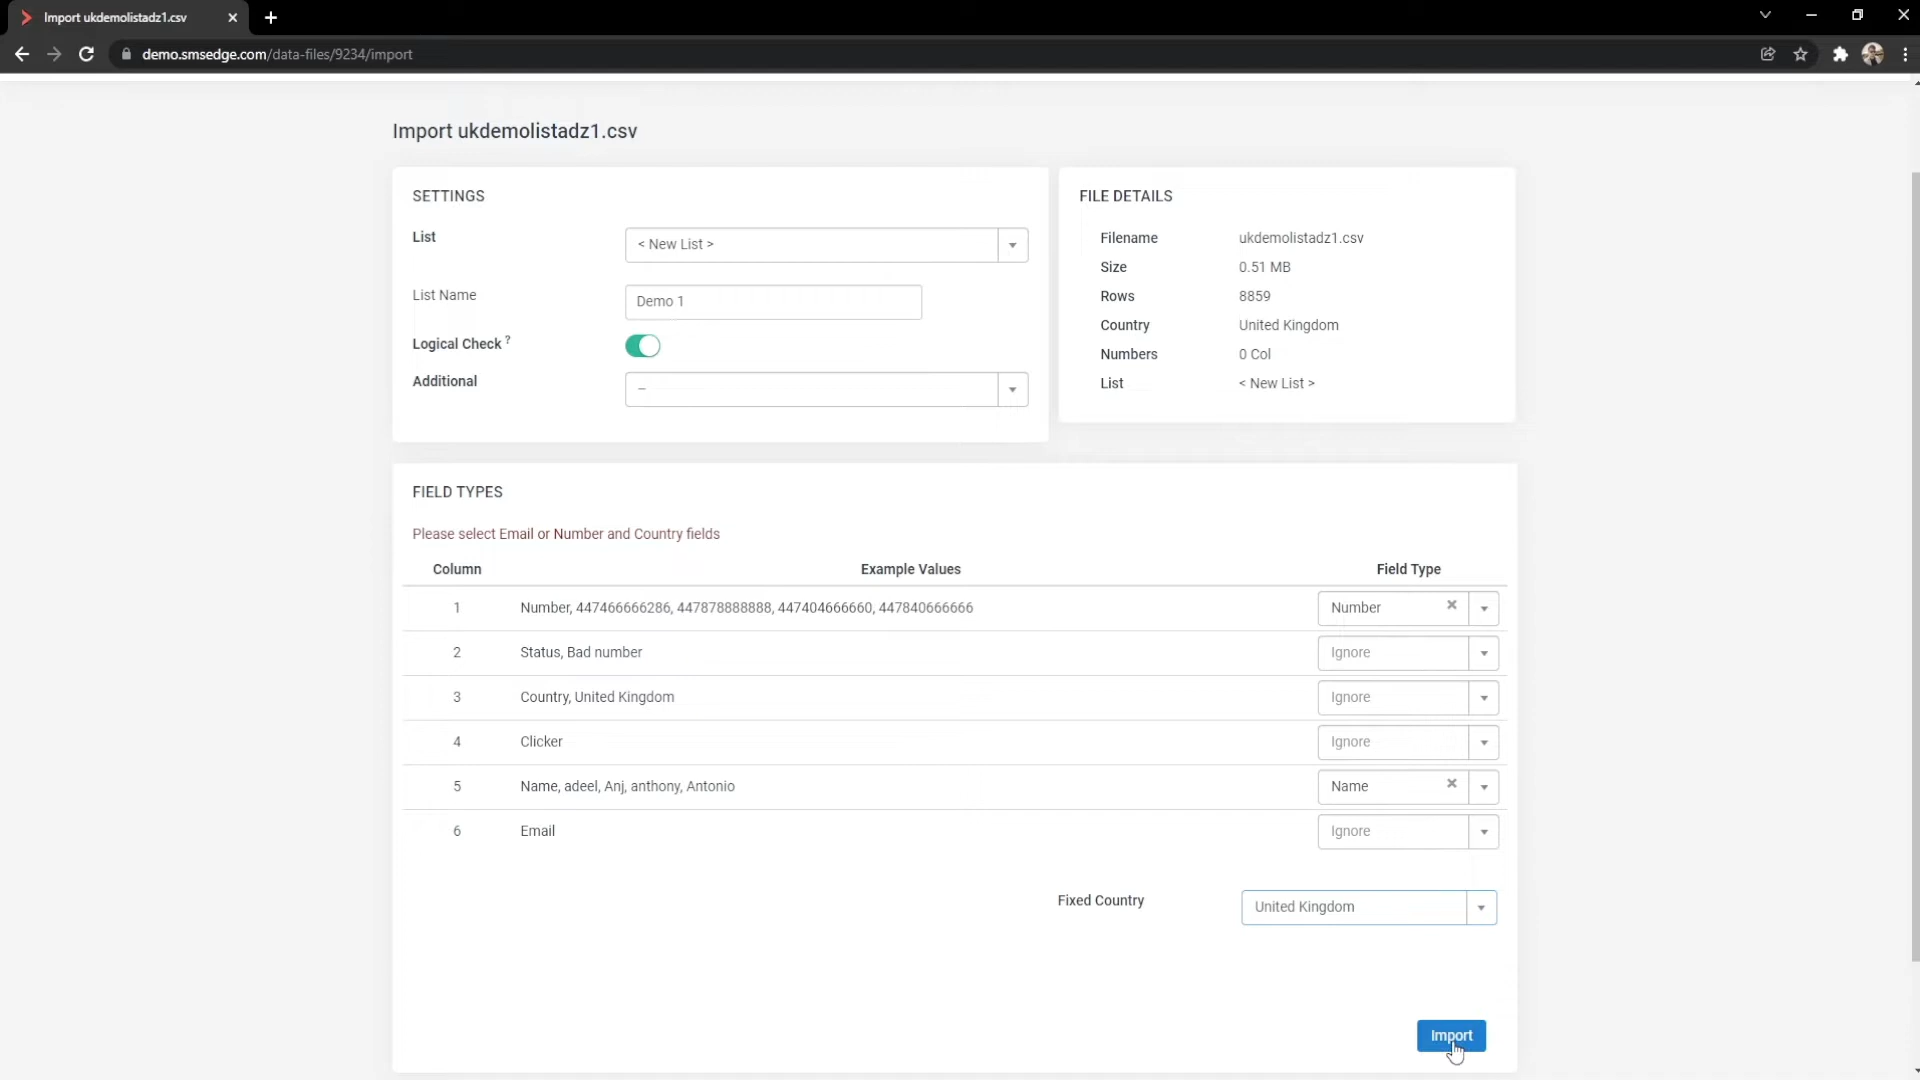 Import ukdemolistadz1.csv
demo.smsedge.com/data-files/9234/import
Import ukdemolistadz1.csv
SETTINGS
List
< New List >
List Name
Demo 1
Logical Check ?
Additional
–
FILE DETAILS
Filename ukdemolistadz1.csv
Size 0.51 MB
Rows 8859
Country United Kingdom
Numbers 0 Col
List < New List >
FIELD TYPES
Please select Email or Number and Country fields
Column Example Values Field Type
1 Number, 447466666286, 447878888888, 447404666660, 447840666666 Number
2 Status, Bad number Ignore
3 Country, United Kingdom Ignore
4 Clicker Ignore
5 Name, adeel, Anj, anthony, Antonio Name
6 Email Ignore
Fixed Country United Kingdom
Import